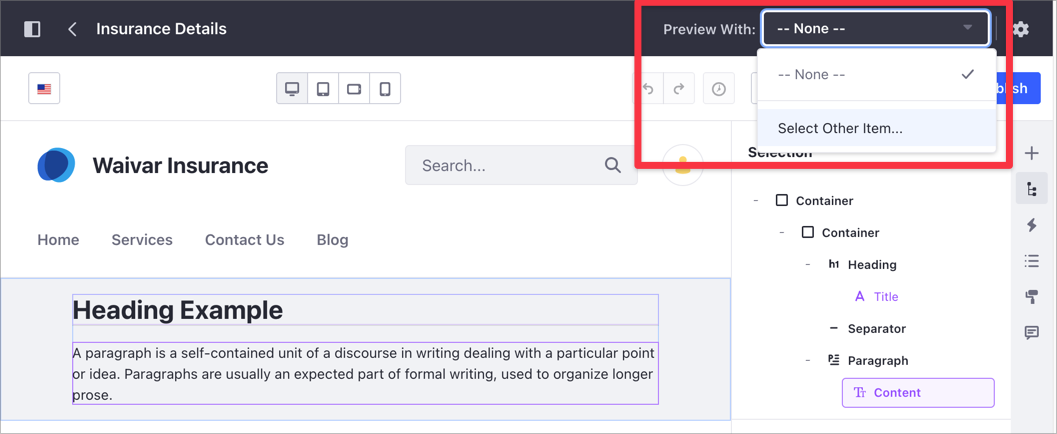 Insurance Details
Preview With:
-- None --
-- None --
Select Other Item...
blish
Waivar Insurance
Search...
Selection
Home
Services
Contact Us
Blog
Heading Example
A paragraph is a self-contained unit of a discourse in writing dealing with a particular point
or idea. Paragraphs are usually an expected part of formal writing, used to organize longer
prose.
Container
Container
h1 Heading
A Title
Separator
Paragraph
Content